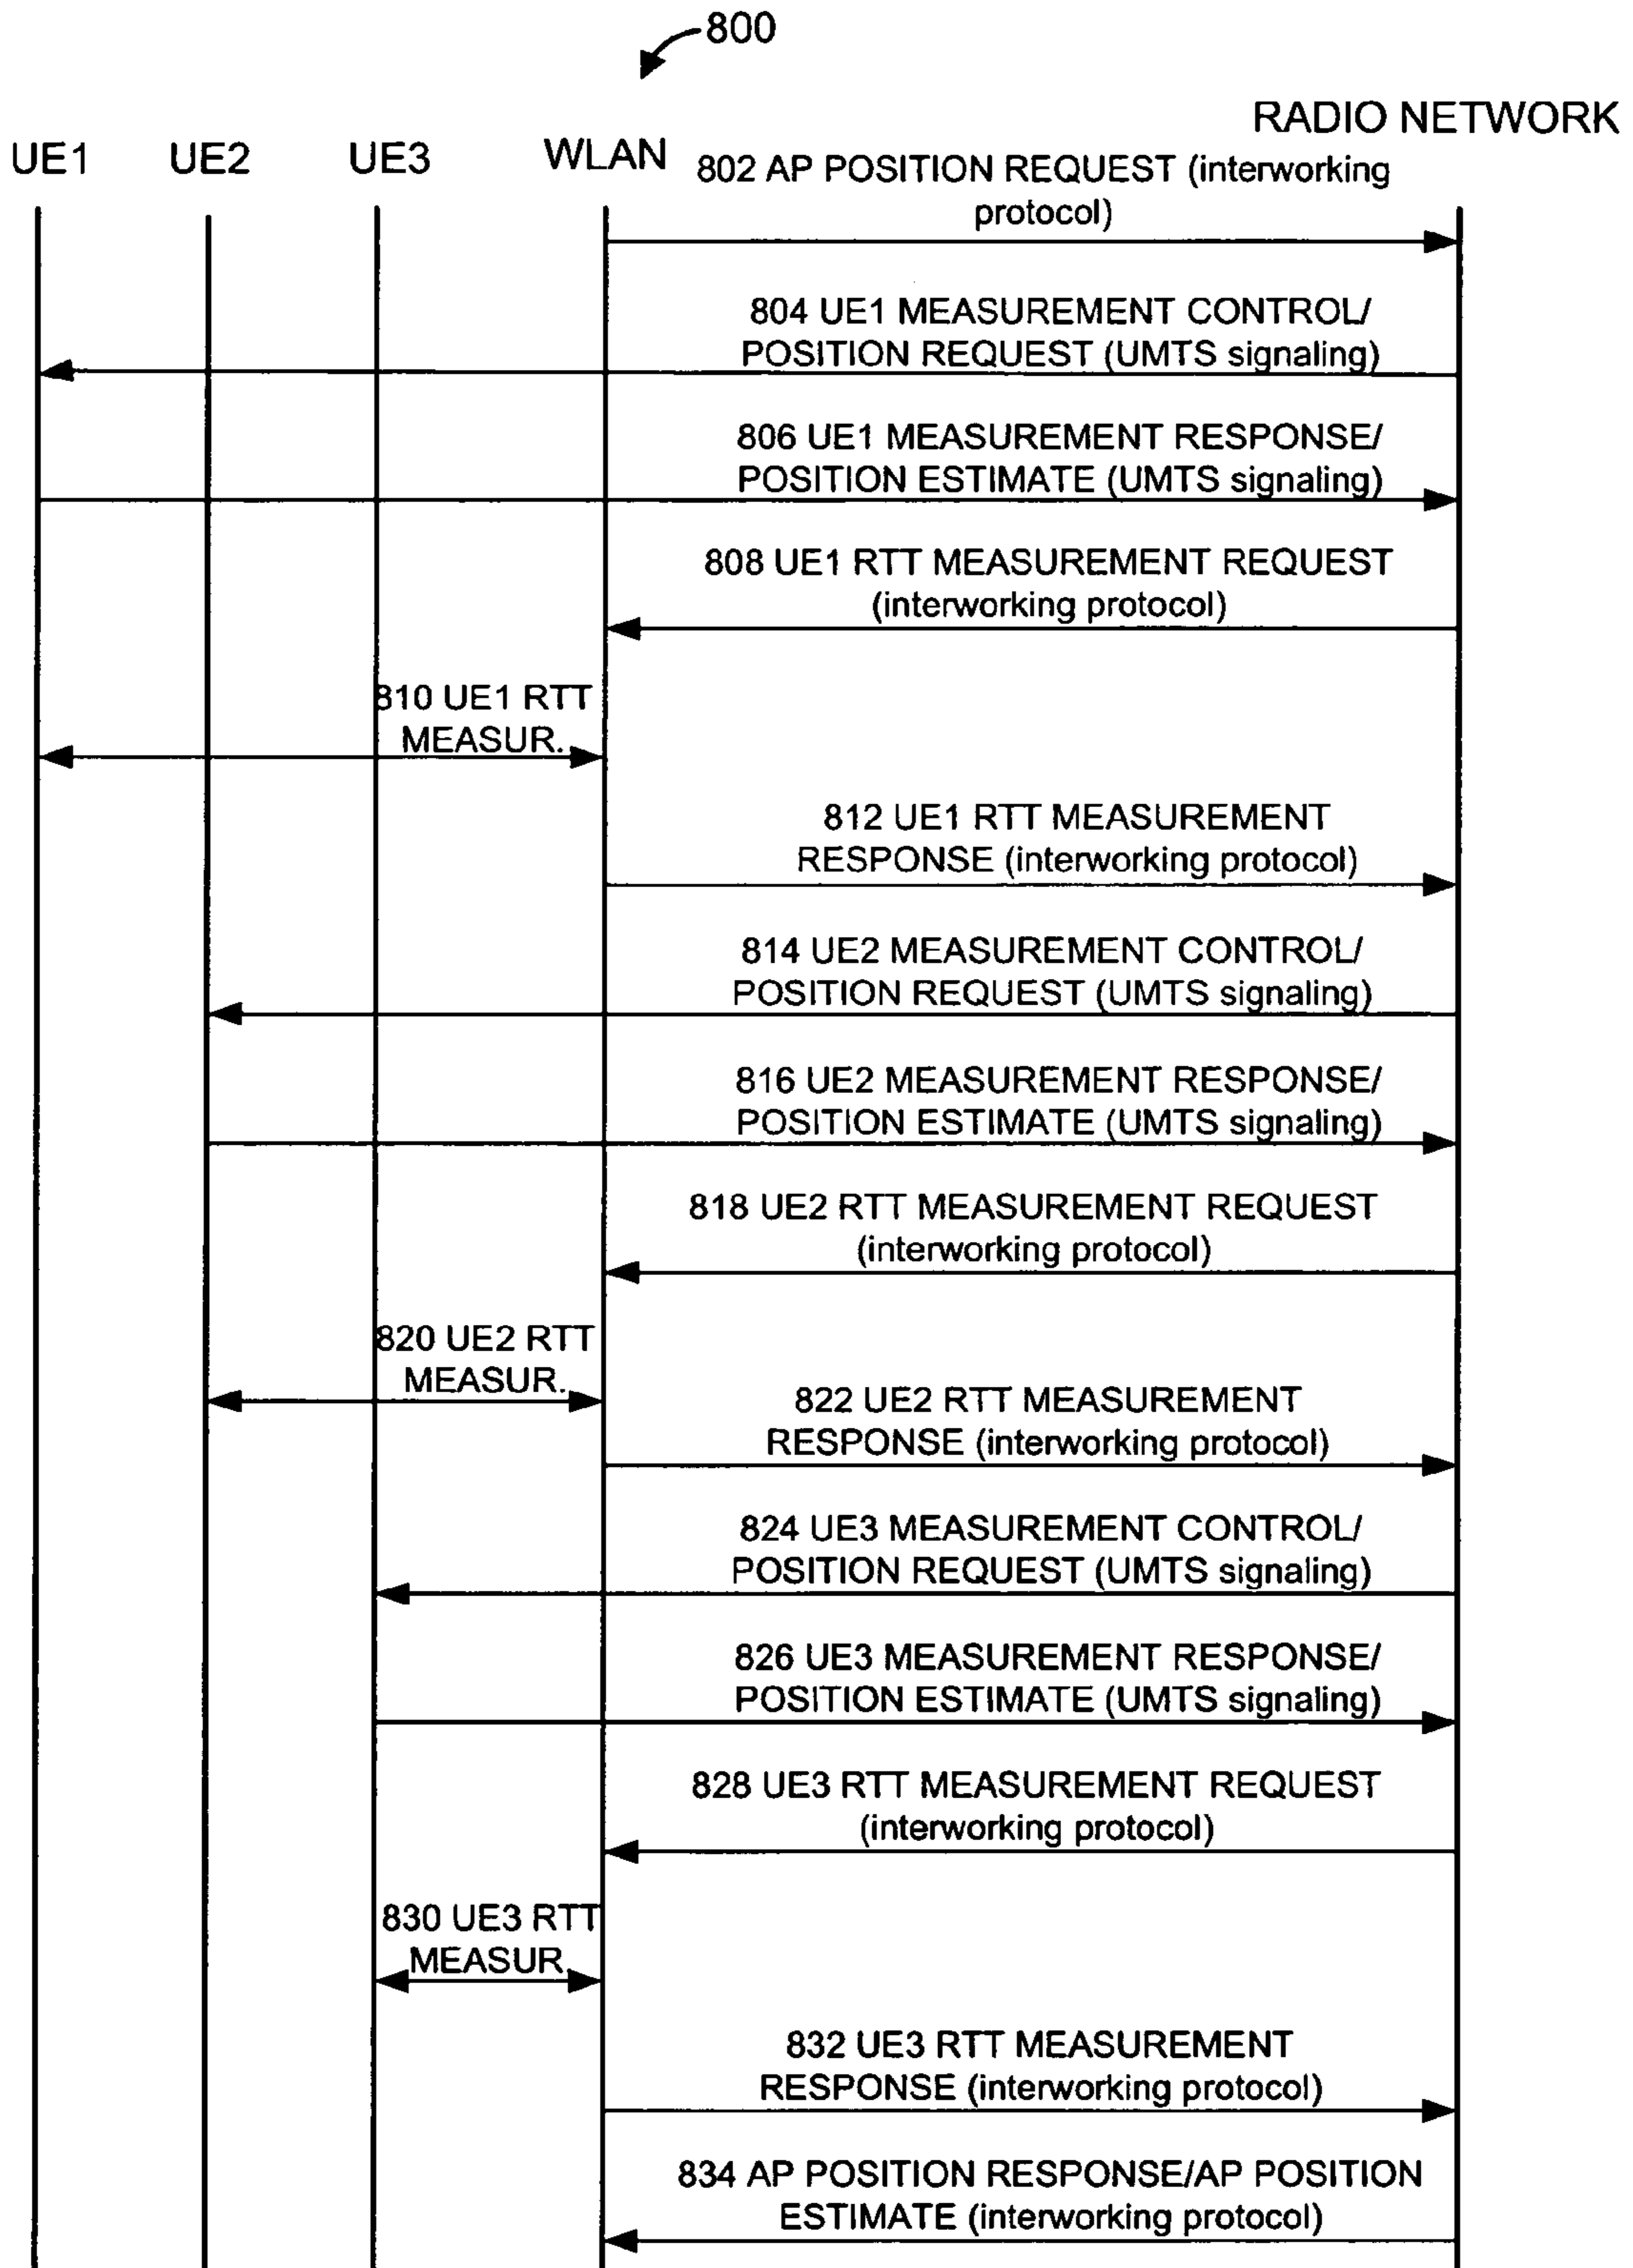 800
RADIO NETWORK
UE1 UE2 UE3 WLAN
802 AP POSITION REQUEST (interworking
protocol)
804 UE1 MEASUREMENT CONTROL/
POSITION REQUEST (UMTS signaling)
806 UE1 MEASUREMENT RESPONSE/
POSITION ESTIMATE (UMTS signaling)
808 UE1 RTT MEASUREMENT REQUEST
(interworking protocol)
810 UE1 RTT
MEASUR.
812 UE1 RTT MEASUREMENT
RESPONSE (interworking protocol)
814 UE2 MEASUREMENT CONTROL/
POSITION REQUEST (UMTS signaling)
816 UE2 MEASUREMENT RESPONSE/
POSITION ESTIMATE (UMTS signaling)
818 UE2 RTT MEASUREMENT REQUEST
(interworking protocol)
820 UE2 RTT
MEASUR.
822 UE2 RTT MEASUREMENT
RESPONSE (interworking protocol)
824 UE3 MEASUREMENT CONTROL/
POSITION REQUEST (UMTS signaling)
826 UE3 MEASUREMENT RESPONSE/
POSITION ESTIMATE (UMTS signaling)
828 UE3 RTT MEASUREMENT REQUEST
(interworking protocol)
830 UE3 RTT
MEASUR.
832 UE3 RTT MEASUREMENT
RESPONSE (interworking protocol)
834 AP POSITION RESPONSE/AP POSITION
ESTIMATE (interworking protocol)